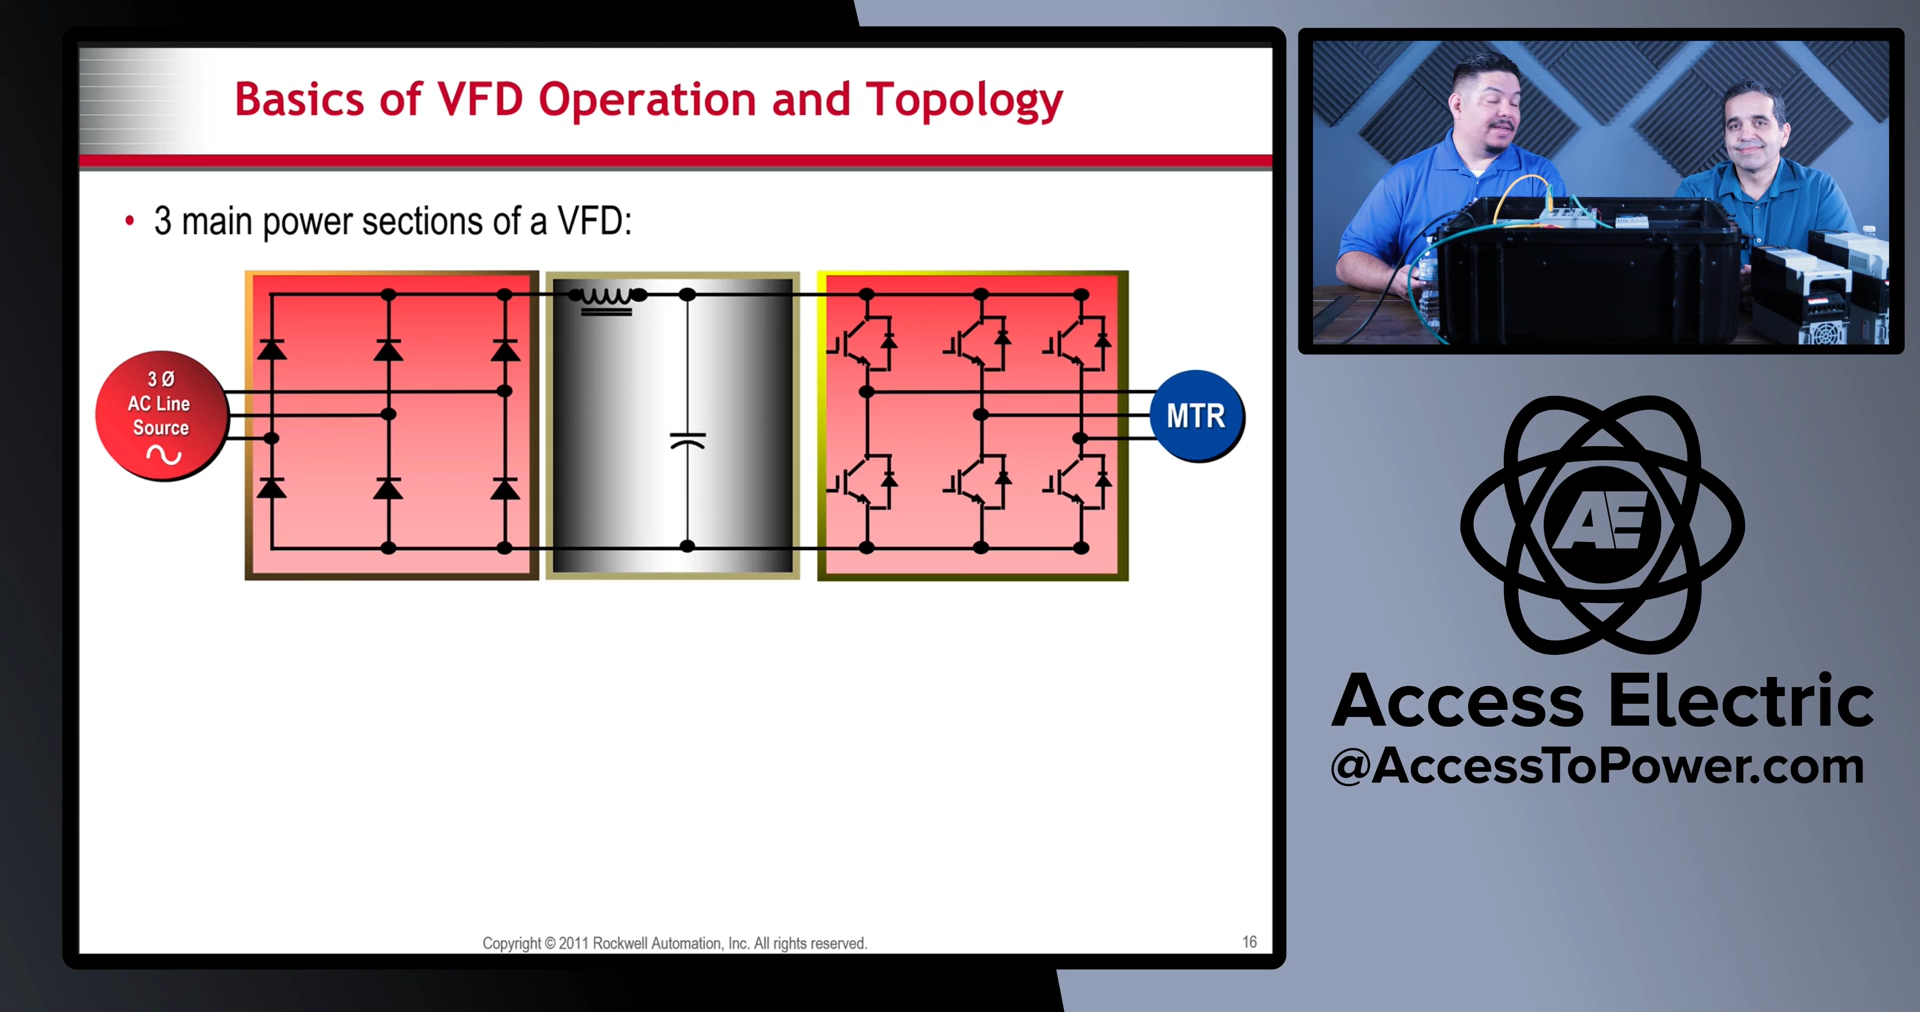 Basics of VFD Operation and Topology
• 3 main power sections of a VFD:
3 Ø
AC Line
Source
MTR
Copyright © 2011 Rockwell Automation, Inc. All rights reserved.
16
AE
Access Electric
@AccessToPower.com